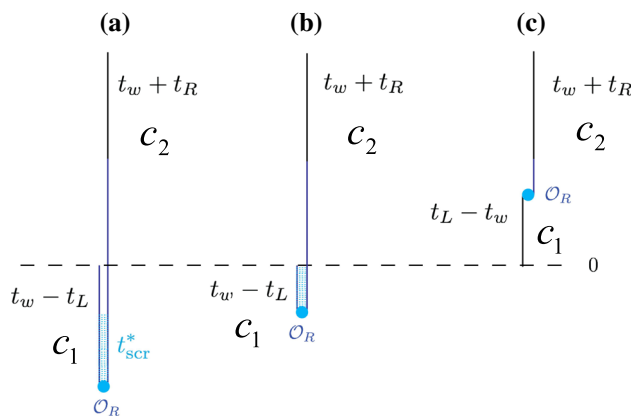 (a) (b) (c)
t_w + t_R t_w + t_R t_w + t_R
C_2 C_2 C_2
O_R
t_L − t_w
C_1
0
t_w − t_L t_w − t_L
C_1 t*_scr C_1 O_R
O_R